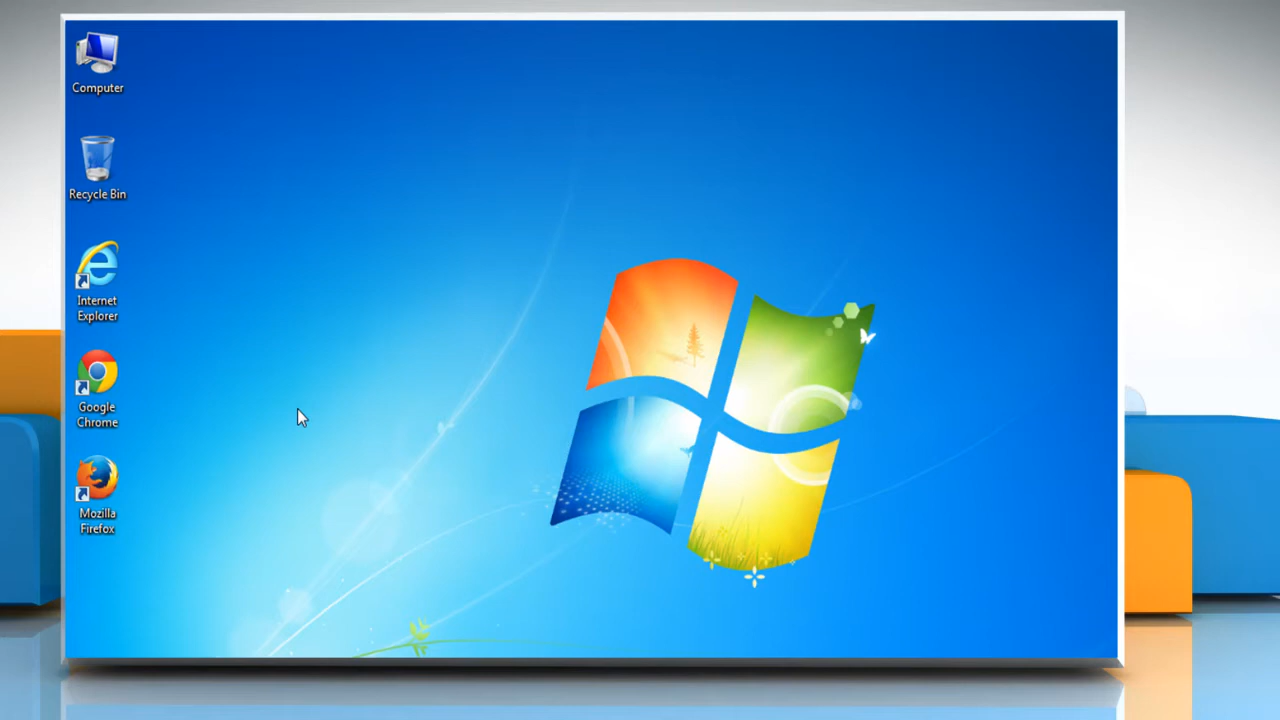 Computer
Recycle Bin
Internet
Explorer
Google
Chrome
Mozilla
Firefox